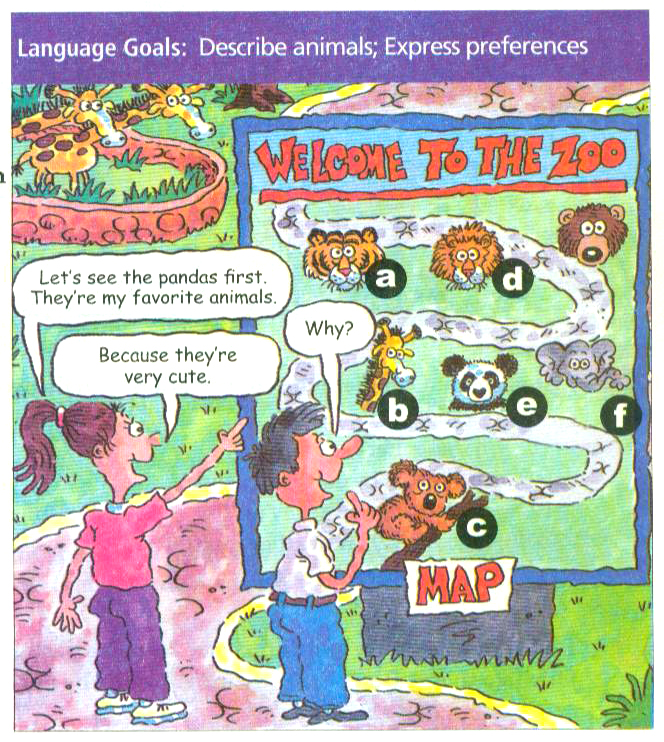 Language Goals: Describe animals; Express preferences
WELCOME TO THE ZOO
Let's see the pandas first.
They're my favorite animals.
Because they're
very cute.
Why?
a
d
b
e
f
c
MAP